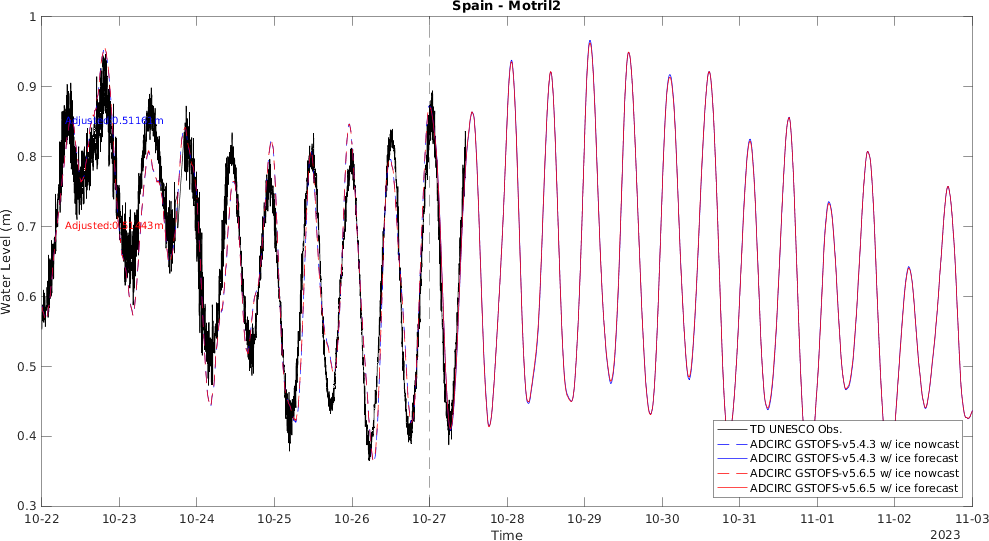 Spain - Motril2
Water Level (m)
1
0.9
0.8
0.7
0.6
0.5
0.4
0.3
Adjusted:
Adjusted:
TD UNESCO Obs.
ADCIRC GSTOFS-v5.4.3 w/ ice nowcast
ADCIRC GSTOFS-v5.4.3 w/ ice forecast
ADCIRC GSTOFS-v5.6.5 w/ ice nowcast
ADCIRC GSTOFS-v5.6.5 w/ ice forecast
10-22 10-23 10-24 10-25 10-26 10-27 10-28 10-29 10-30 10-31 11-01 11-02 11-03
Time
2023